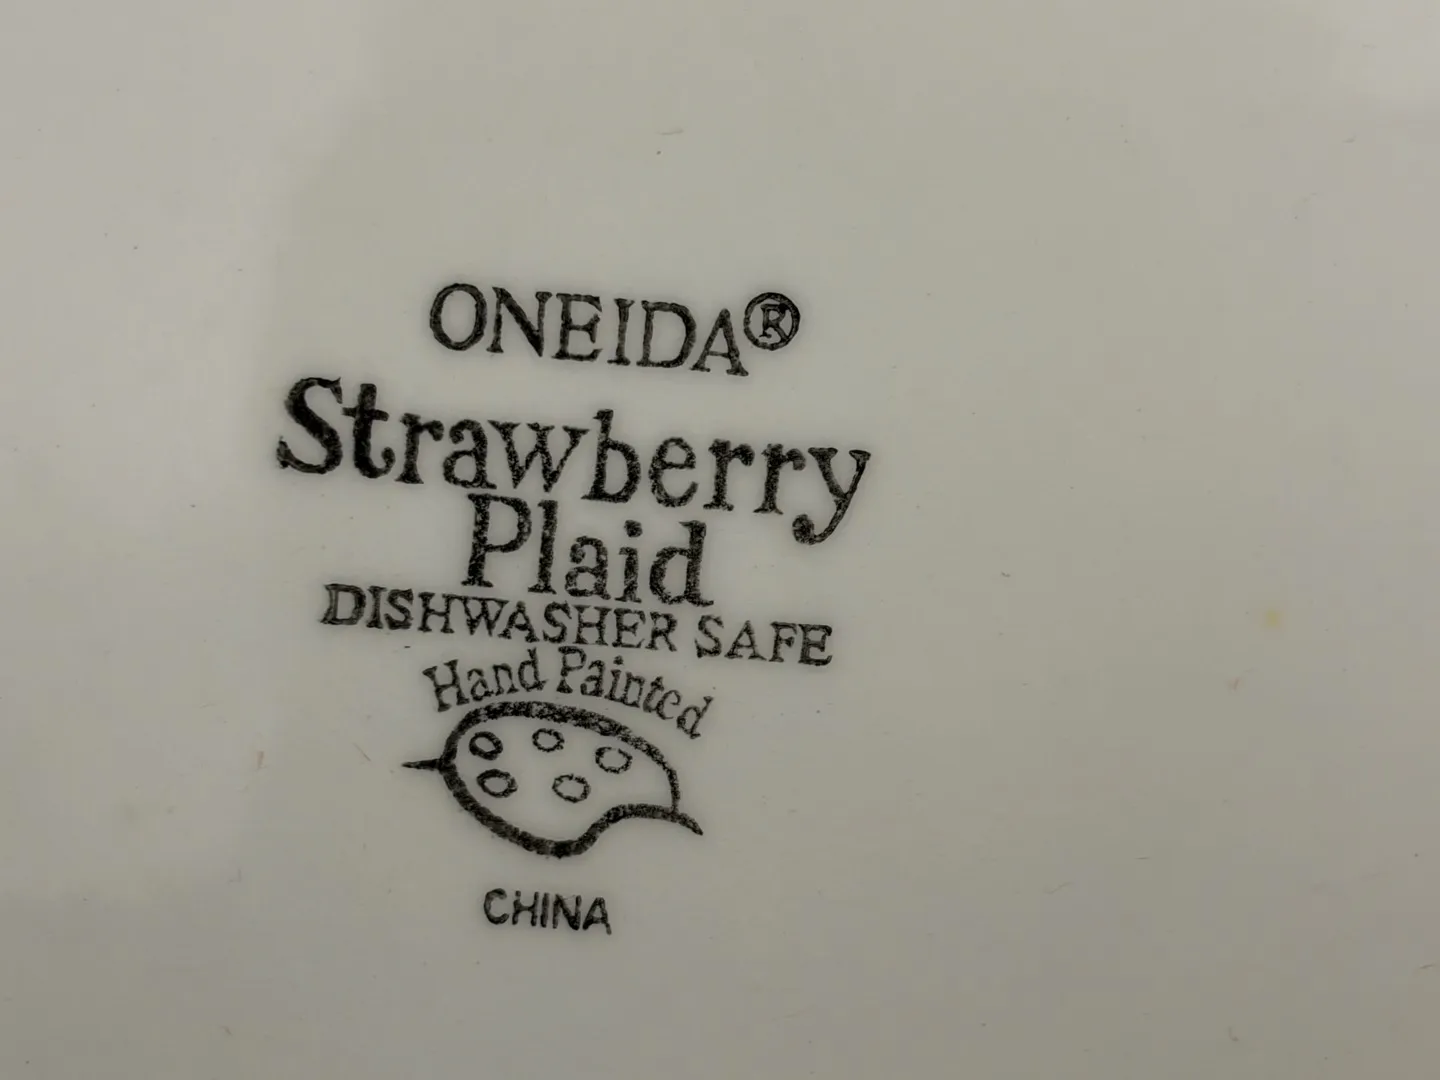 ONEIDA®
Strawberry
Plaid
DISHWASHER SAFE
Hand Painted
CHINA